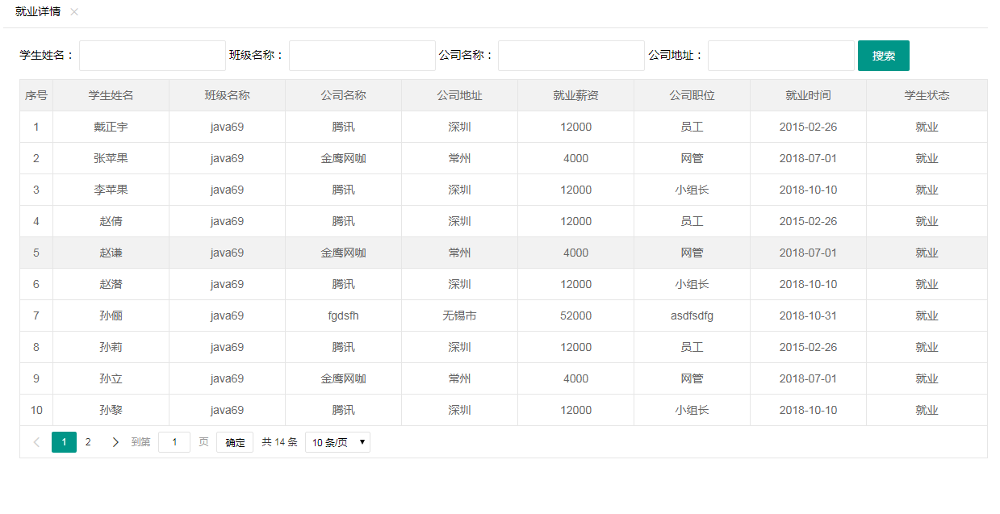 就业详情 ×
学生姓名： 班级名称： 公司名称： 公司地址： 搜索
序号 学生姓名 班级名称 公司名称 公司地址 就业薪资 公司职位 就业时间 学生状态
1 戴正宇 java69 腾讯 深圳 12000 员工 2015-02-26 就业
2 张苹果 java69 金鹰网咖 常州 4000 网管 2018-07-01 就业
3 李苹果 java69 腾讯 深圳 12000 小组长 2018-10-10 就业
4 赵倩 java69 腾讯 深圳 12000 员工 2015-02-26 就业
5 赵谦 java69 金鹰网咖 常州 4000 网管 2018-07-01 就业
6 赵潜 java69 腾讯 深圳 12000 小组长 2018-10-10 就业
7 孙俪 java69 fgdsfh 无锡市 52000 asdfsdfg 2018-10-31 就业
8 孙莉 java69 腾讯 深圳 12000 员工 2015-02-26 就业
9 孙立 java69 金鹰网咖 常州 4000 网管 2018-07-01 就业
10 孙黎 java69 腾讯 深圳 12000 小组长 2018-10-10 就业
1 2 到第 1 页 确定 共 14 条 10 条/页